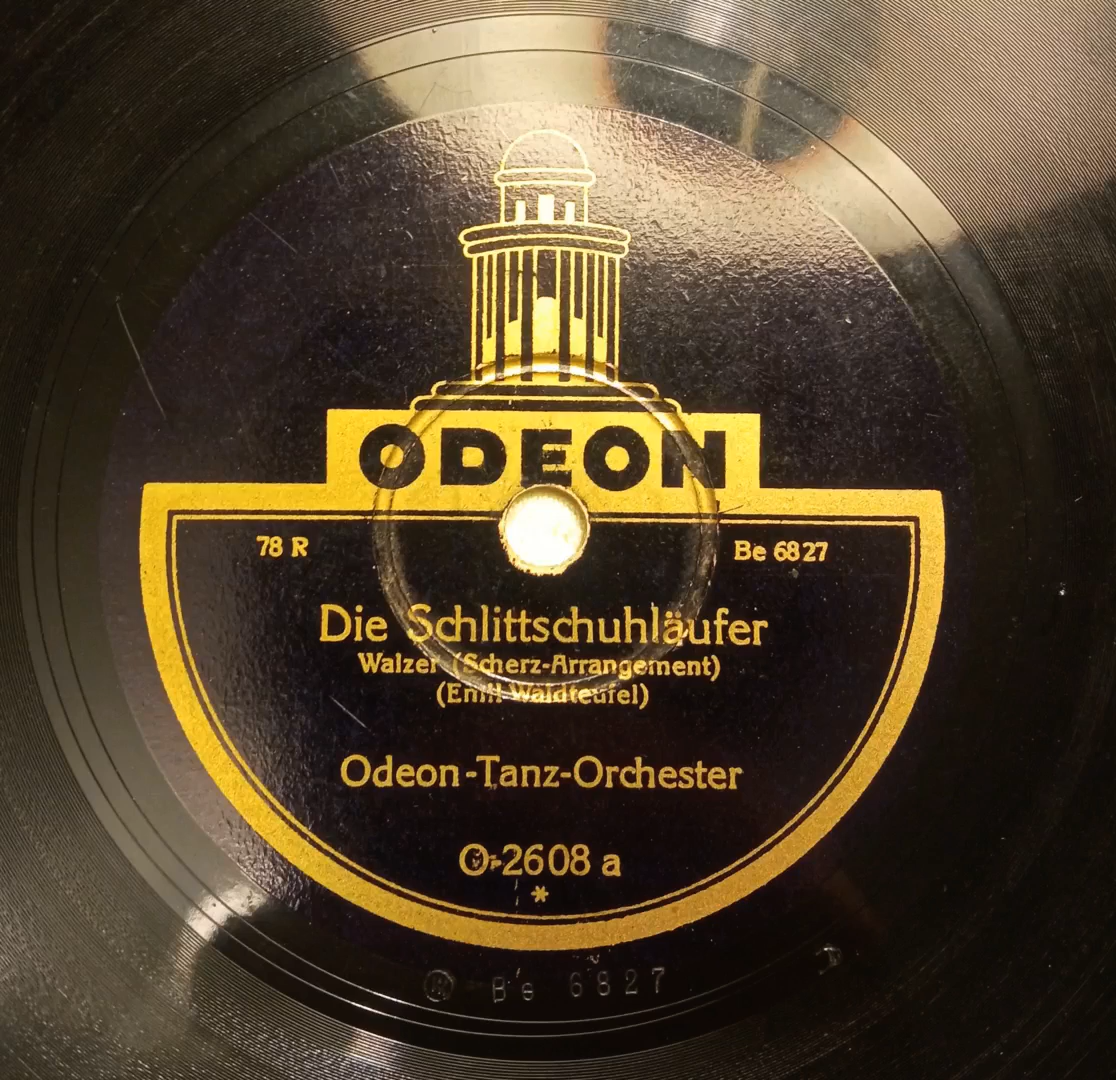 ODEON
78 R
Be 6827
Die Schlittschuhläufer
Walzer (Scherz-Arrangement)
(Emil Waldteufel)
Odeon-Tanz-Orchester
O-2608 a
*
Ⓡ Be 6827